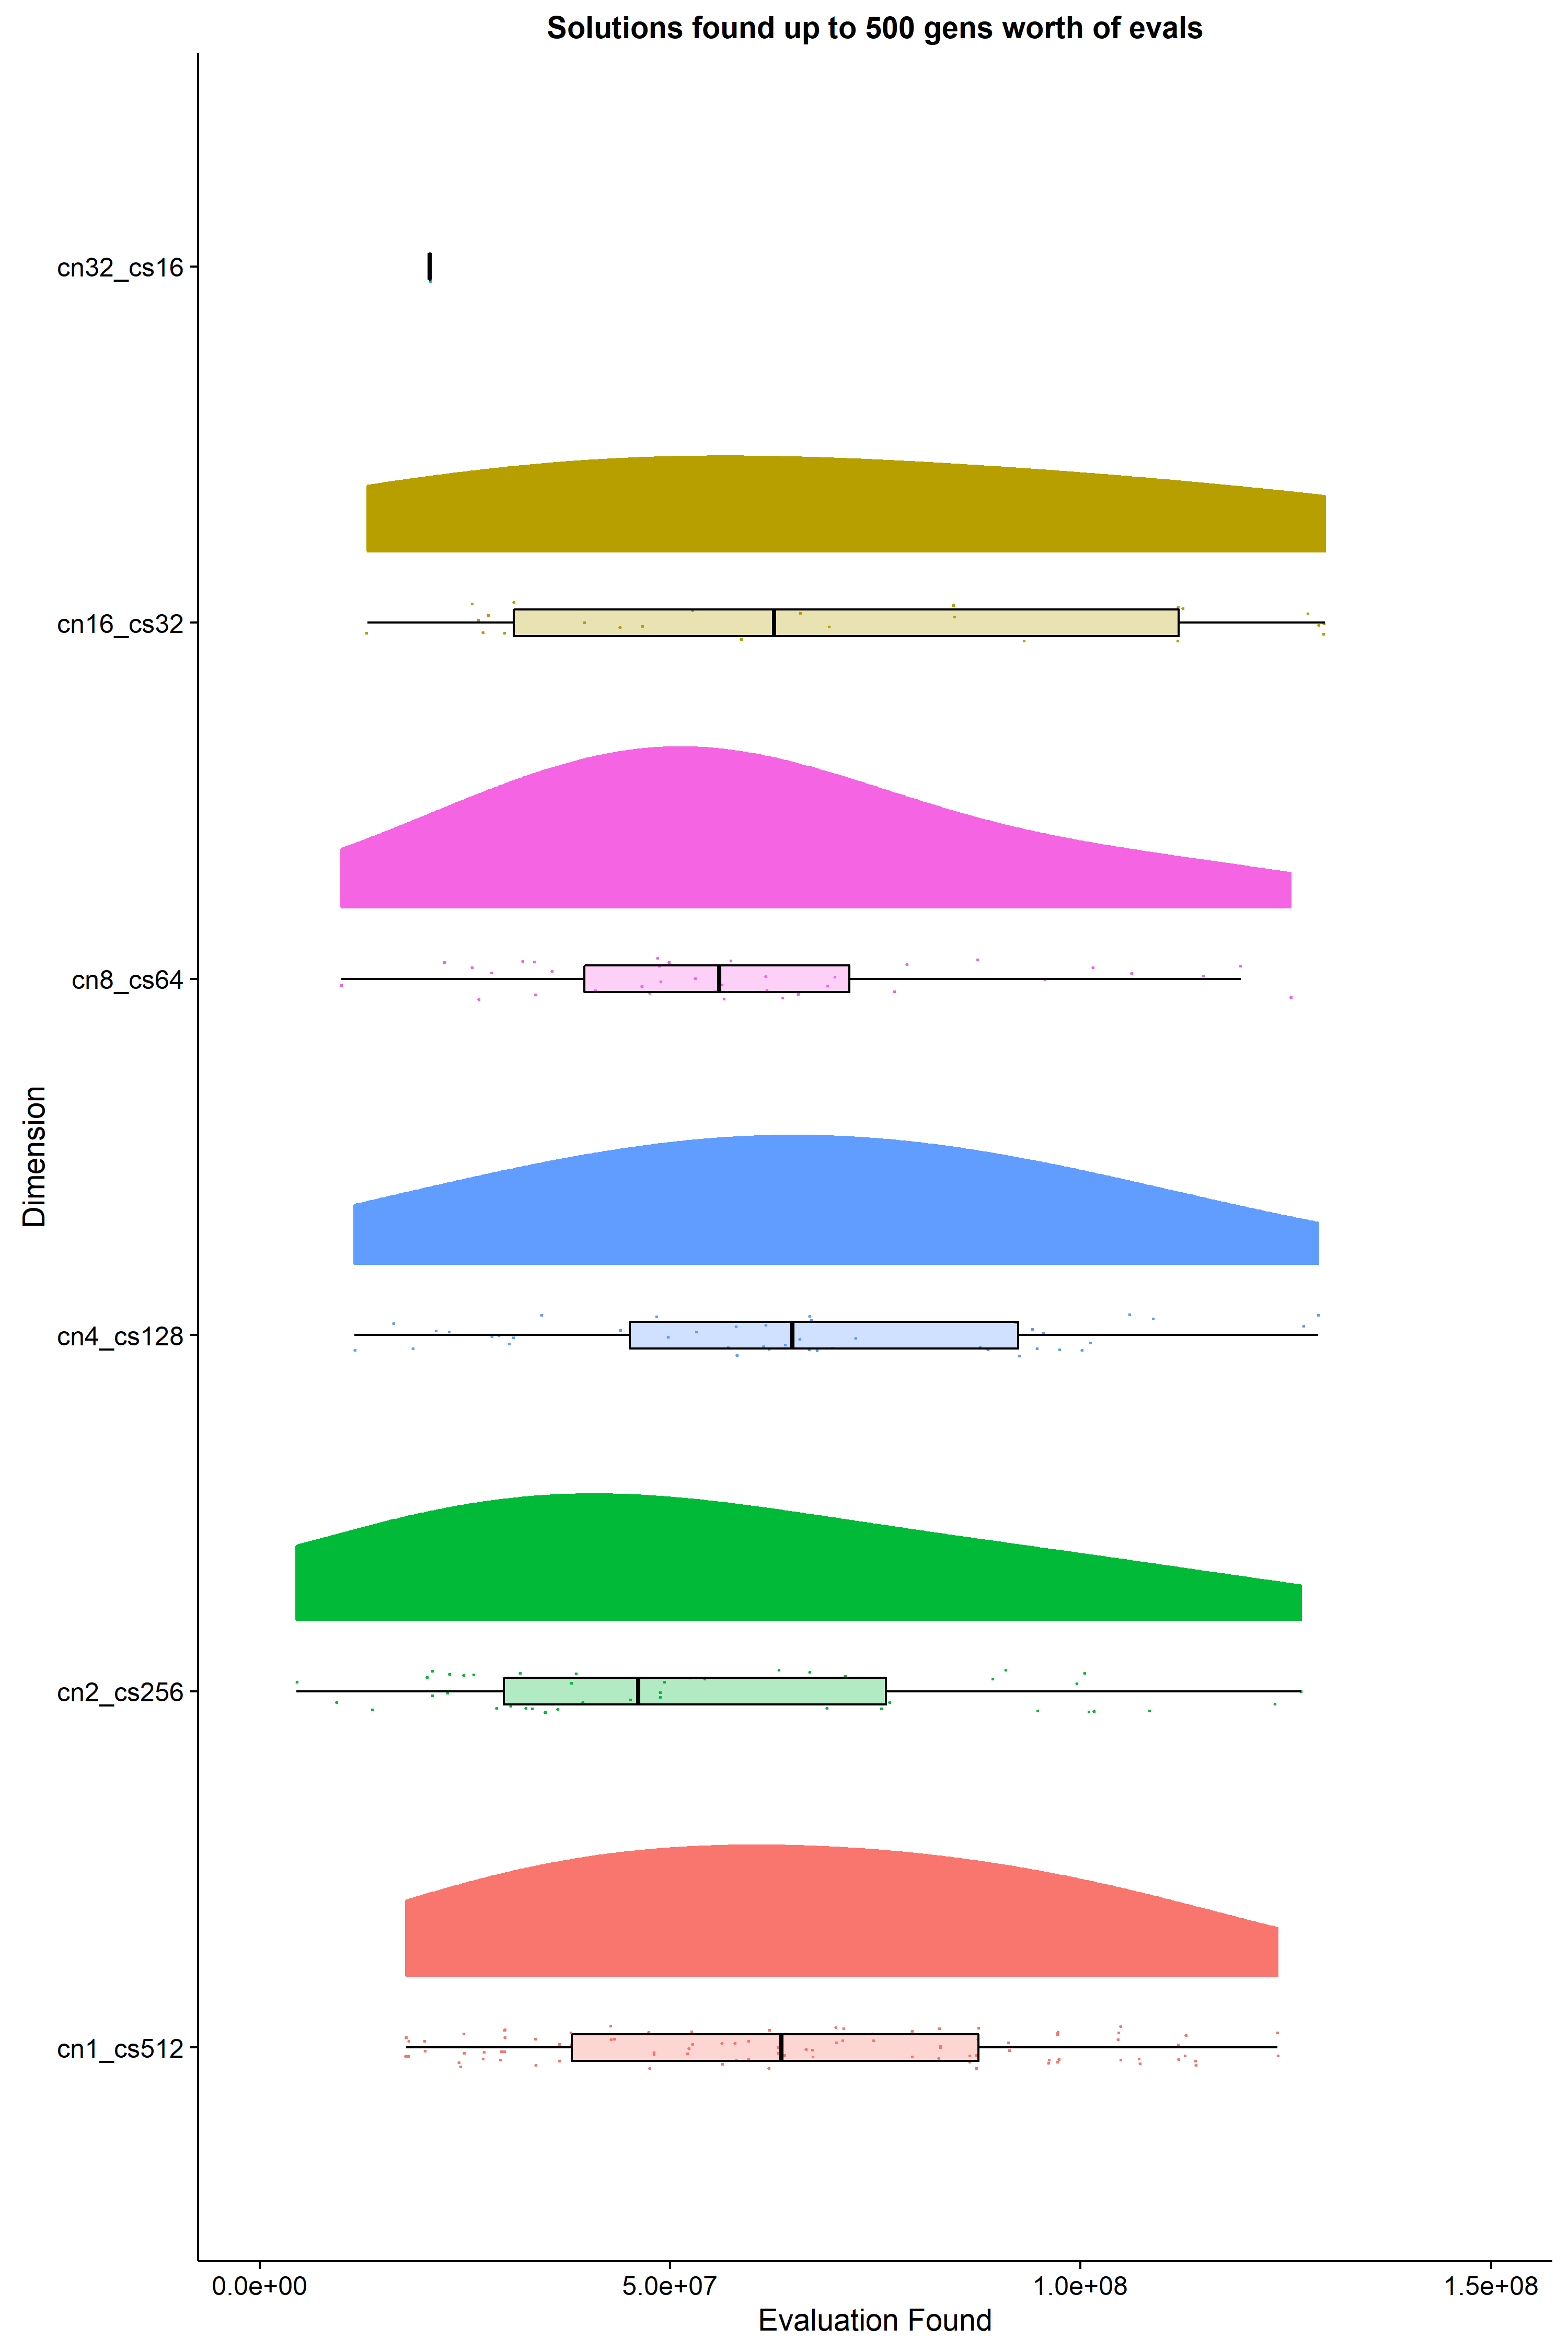 Solutions found up to 500 gens worth of evals
cn32_cs16
cn16_cs32
cn8_cs64
Dimension
cn4_cs128
cn2_cs256
cn1_cs512
0.0e+00
5.0e+07
1.0e+08
1.5e+08
Evaluation Found